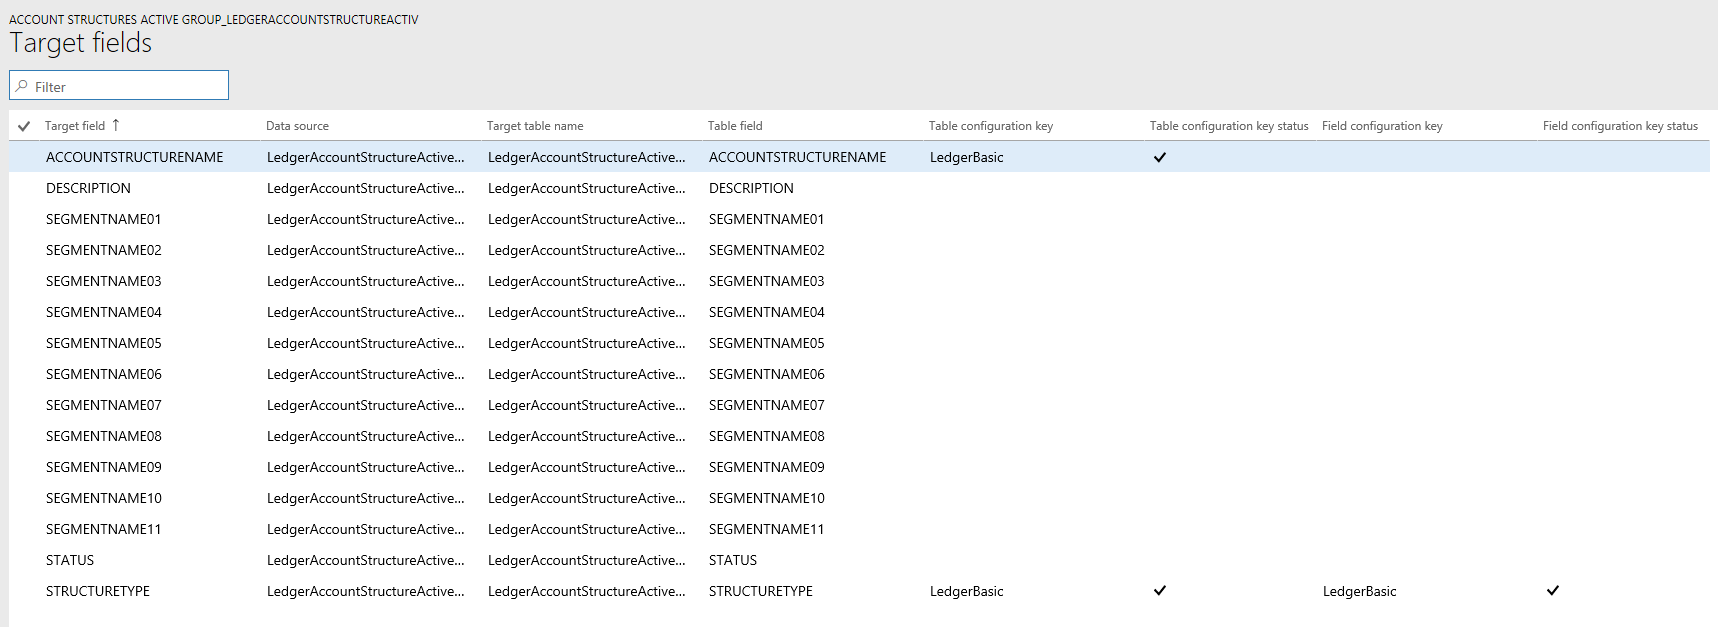 ACCOUNT STRUCTURES ACTIVE GROUP_LEDGERACCOUNTSTRUCTUREACTIV
Target fields
Filter
Target field ↑ Data source Target table name Table field Table configuration key Table configuration key status Field configuration key Field configuration key status
ACCOUNTSTRUCTURENAME LedgerAccountStructureActive... LedgerAccountStructureActive... ACCOUNTSTRUCTURENAME LedgerBasic
DESCRIPTION LedgerAccountStructureActive... LedgerAccountStructureActive... DESCRIPTION
SEGMENTNAME01 LedgerAccountStructureActive... LedgerAccountStructureActive... SEGMENTNAME01
SEGMENTNAME02 LedgerAccountStructureActive... LedgerAccountStructureActive... SEGMENTNAME02
SEGMENTNAME03 LedgerAccountStructureActive... LedgerAccountStructureActive... SEGMENTNAME03
SEGMENTNAME04 LedgerAccountStructureActive... LedgerAccountStructureActive... SEGMENTNAME04
SEGMENTNAME05 LedgerAccountStructureActive... LedgerAccountStructureActive... SEGMENTNAME05
SEGMENTNAME06 LedgerAccountStructureActive... LedgerAccountStructureActive... SEGMENTNAME06
SEGMENTNAME07 LedgerAccountStructureActive... LedgerAccountStructureActive... SEGMENTNAME07
SEGMENTNAME08 LedgerAccountStructureActive... LedgerAccountStructureActive... SEGMENTNAME08
SEGMENTNAME09 LedgerAccountStructureActive... LedgerAccountStructureActive... SEGMENTNAME09
SEGMENTNAME10 LedgerAccountStructureActive... LedgerAccountStructureActive... SEGMENTNAME10
SEGMENTNAME11 LedgerAccountStructureActive... LedgerAccountStructureActive... SEGMENTNAME11
STATUS LedgerAccountStructureActive... LedgerAccountStructureActive... STATUS
STRUCTURETYPE LedgerAccountStructureActive... LedgerAccountStructureActive... STRUCTURETYPE LedgerBasic LedgerBasic